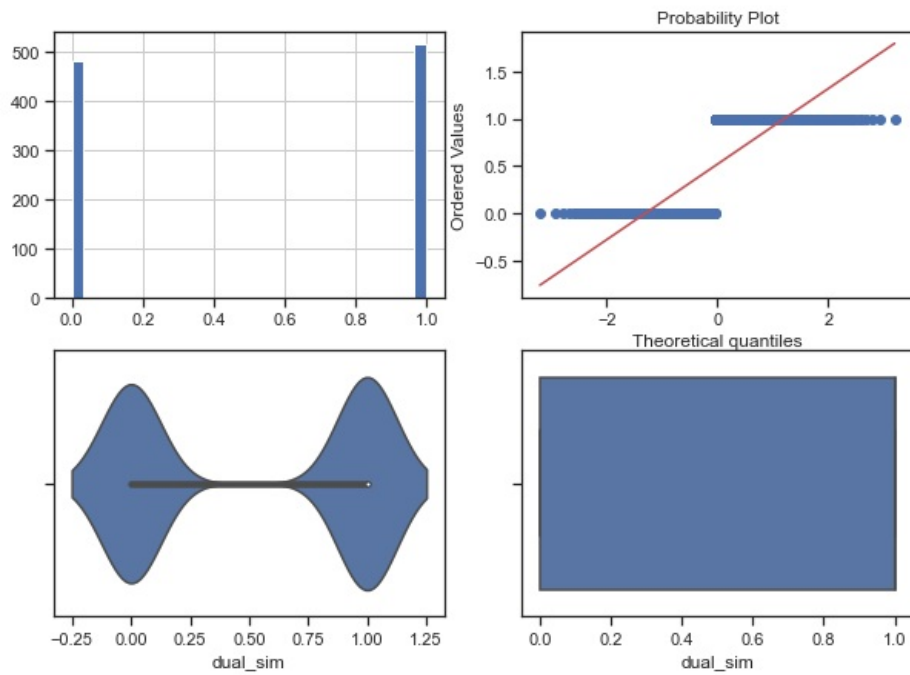 Probability Plot
500
400
300
200
100
0
0.0 0.2 0.4 0.6 0.8 1.0
Ordered Values
1.5
1.0
0.5
0.0
−0.5
−2 0 2
Theoretical quantiles
−0.25 0.00 0.25 0.50 0.75 1.00 1.25
dual_sim
0.0 0.2 0.4 0.6 0.8 1.0
dual_sim